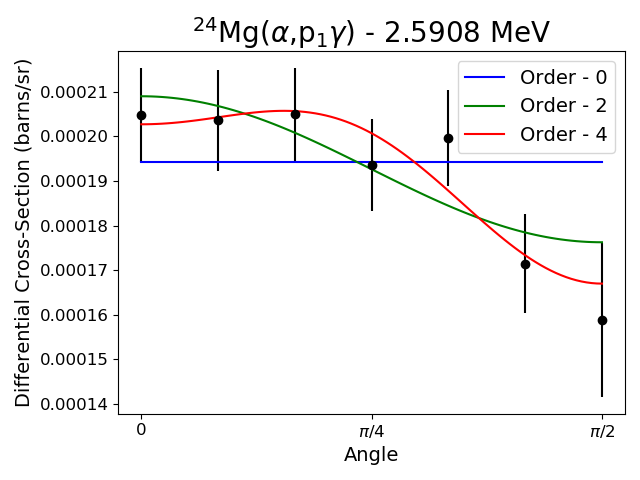 ²⁴Mg(α,p₁γ) - 2.5908 MeV
Differential Cross-Section (barns/sr)
0.00021
0.00020
0.00019
0.00018
0.00017
0.00016
0.00015
0.00014
Order - 0
Order - 2
Order - 4
0
π/4
π/2
Angle